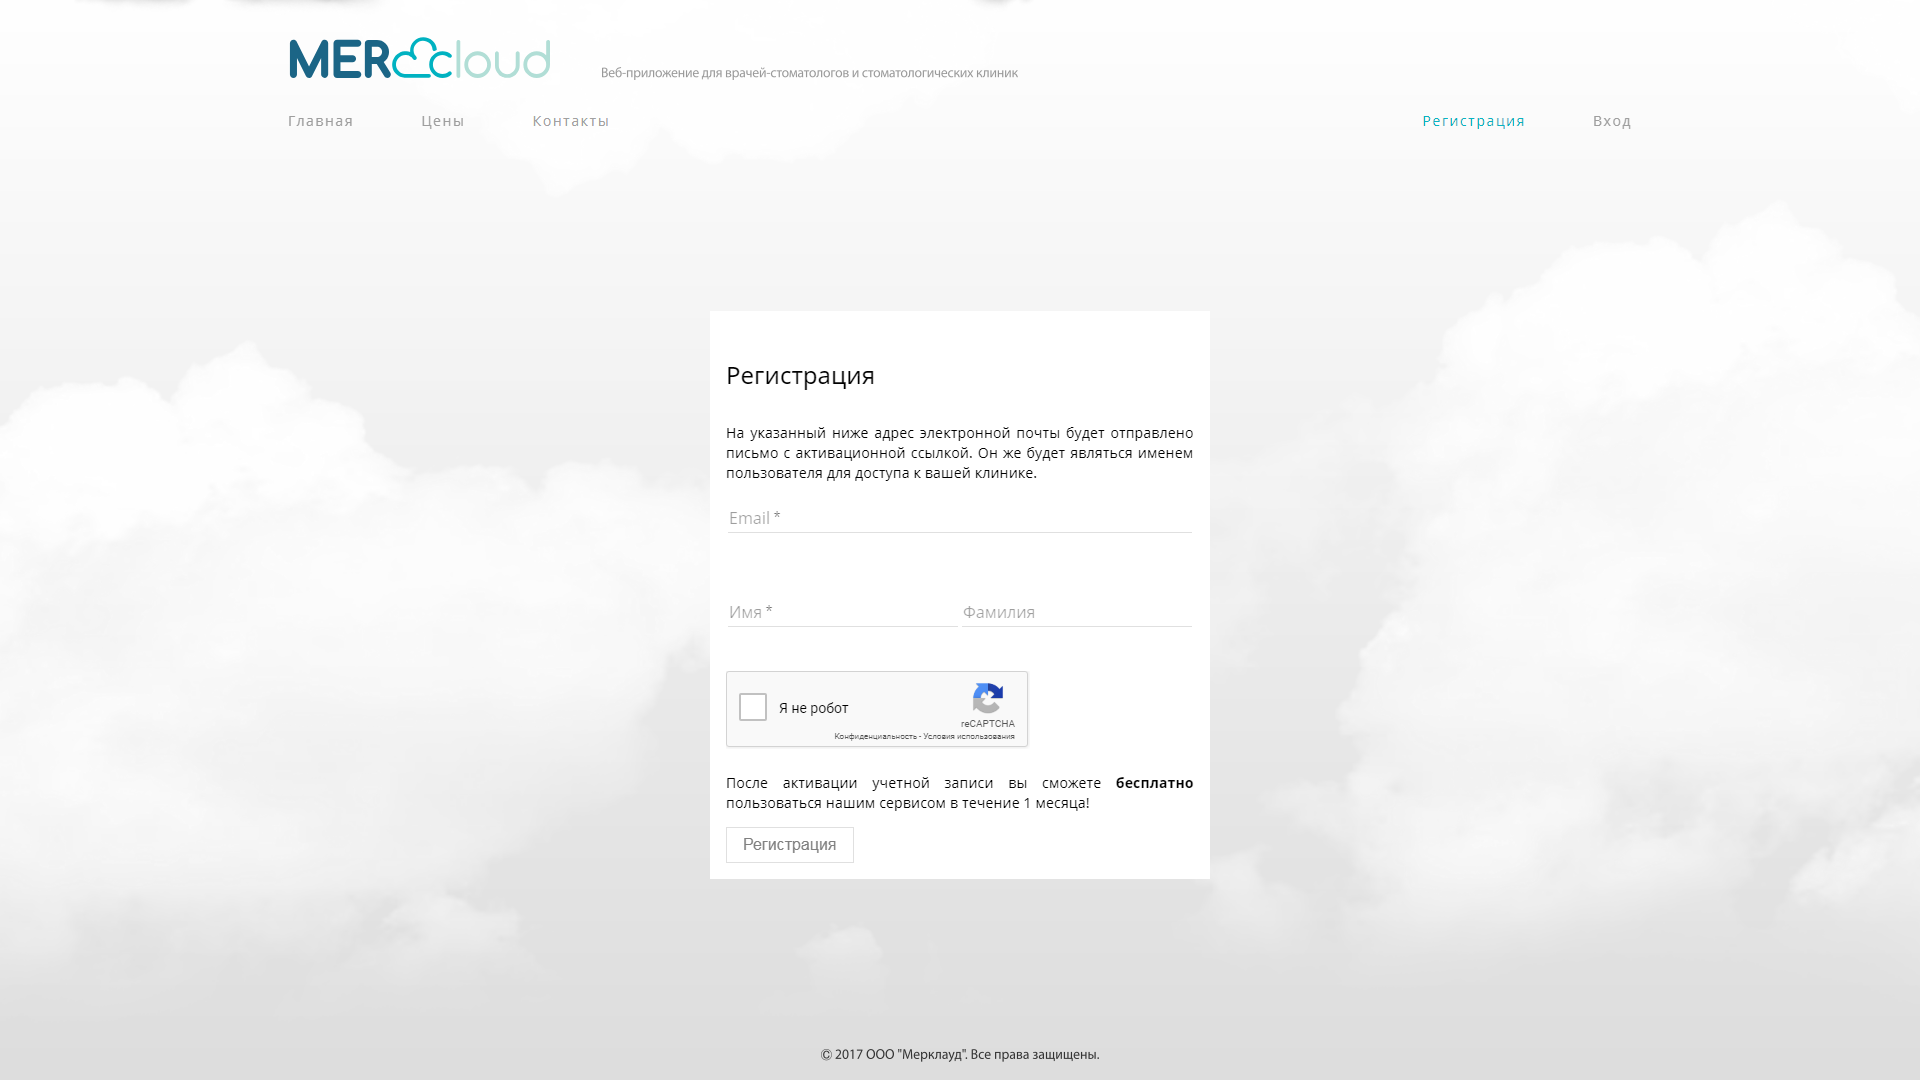 MERCloud
Веб-приложение для врачей-стоматологов и стоматологических клиник
Главная
Цены
Контакты
Регистрация
Вход
Регистрация
На указанный ниже адрес электронной почты будет отправлено
письмо с активационной ссылкой. Он же будет являться именем
пользователя для доступа к вашей клинике.
Email *
Имя *
Фамилия
Я не робот
reCAPTCHA
Конфиденциальность - Условия использования
После активации учетной записи вы сможете бесплатно
пользоваться нашим сервисом в течение 1 месяца!
Регистрация
© 2017 ООО "Мерклауд". Все права защищены.